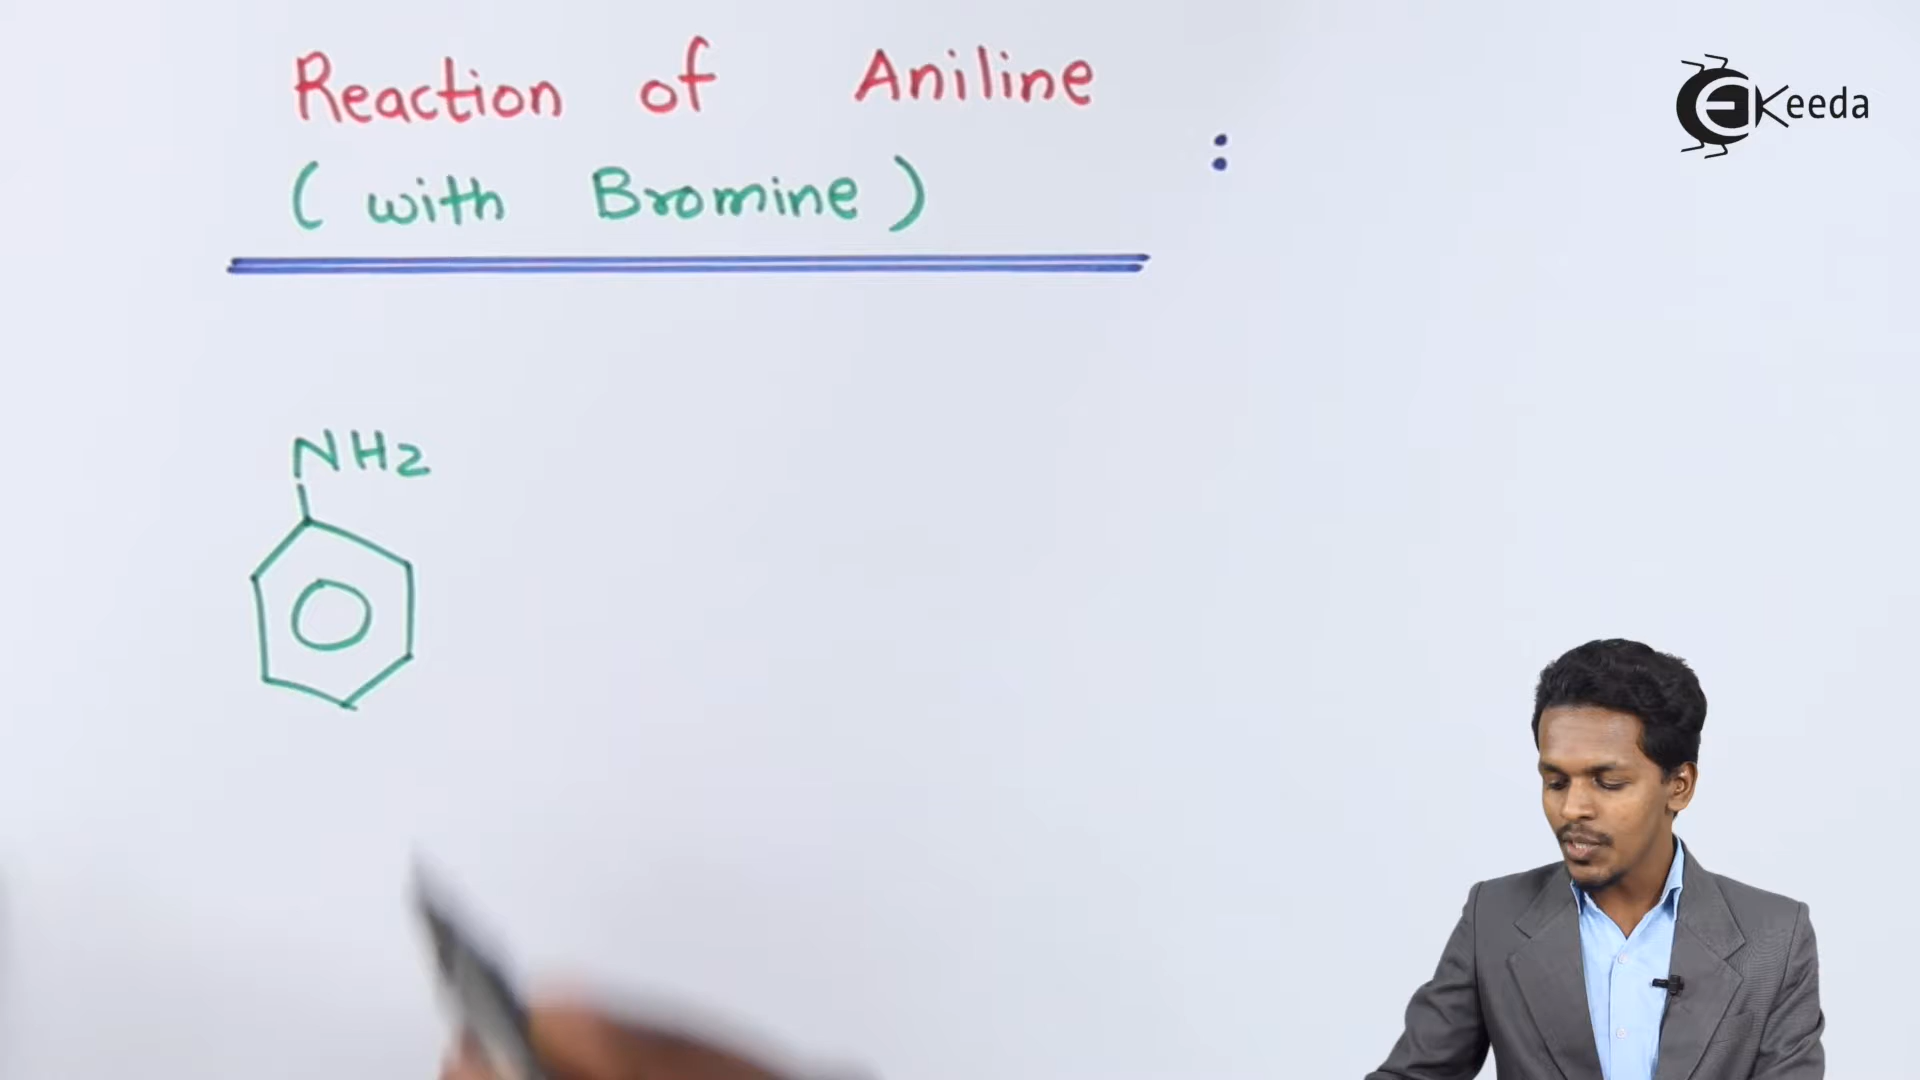 Reaction of Aniline
(with Bromine) :
Keeda
NH2